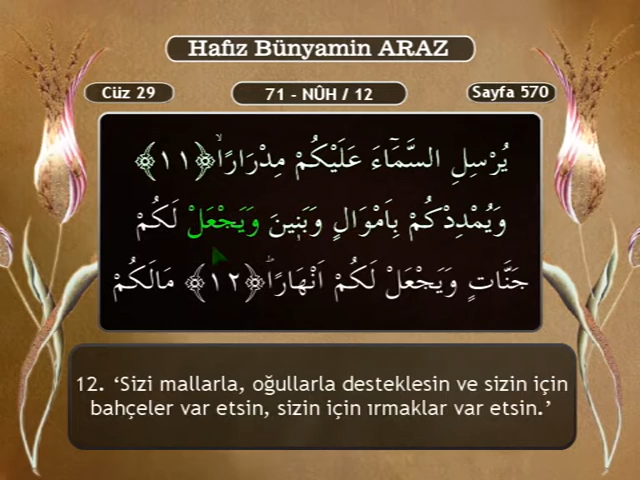 Hafız Bünyamin ARAZ
Cüz 29
71 - NÛH / 12
Sayfa 570
يُرْسِلِ السَّمَٓاءَ عَلَيْكُمْ مِدْرَارًاۙ ﴿١١﴾
وَيُمْدِدْكُمْ بِاَمْوَالٍ وَبَن۪ينَ وَيَجْعَلْ لَكُمْ
جَنَّاتٍ وَيَجْعَلْ لَكُمْ اَنْهَارًاۜ ﴿١٢﴾ مَالَكُمْ
12. ‘Sizi mallarla, oğullarla desteklesin ve sizin için
bahçeler var etsin, sizin için ırmaklar var etsin.’